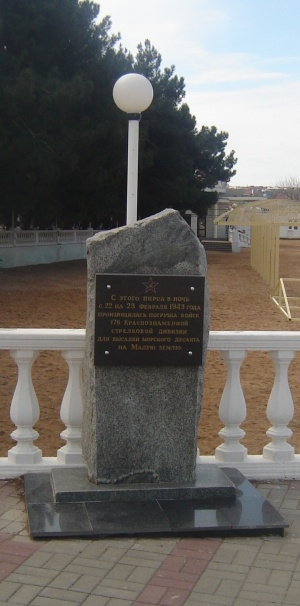 С этого пирса в ночь
с 22 на 23 февраля 1943 года
производилась погрузка войск
176 Краснознаменной
стрелковой дивизии
для высадки морского десанта
на Малую землю